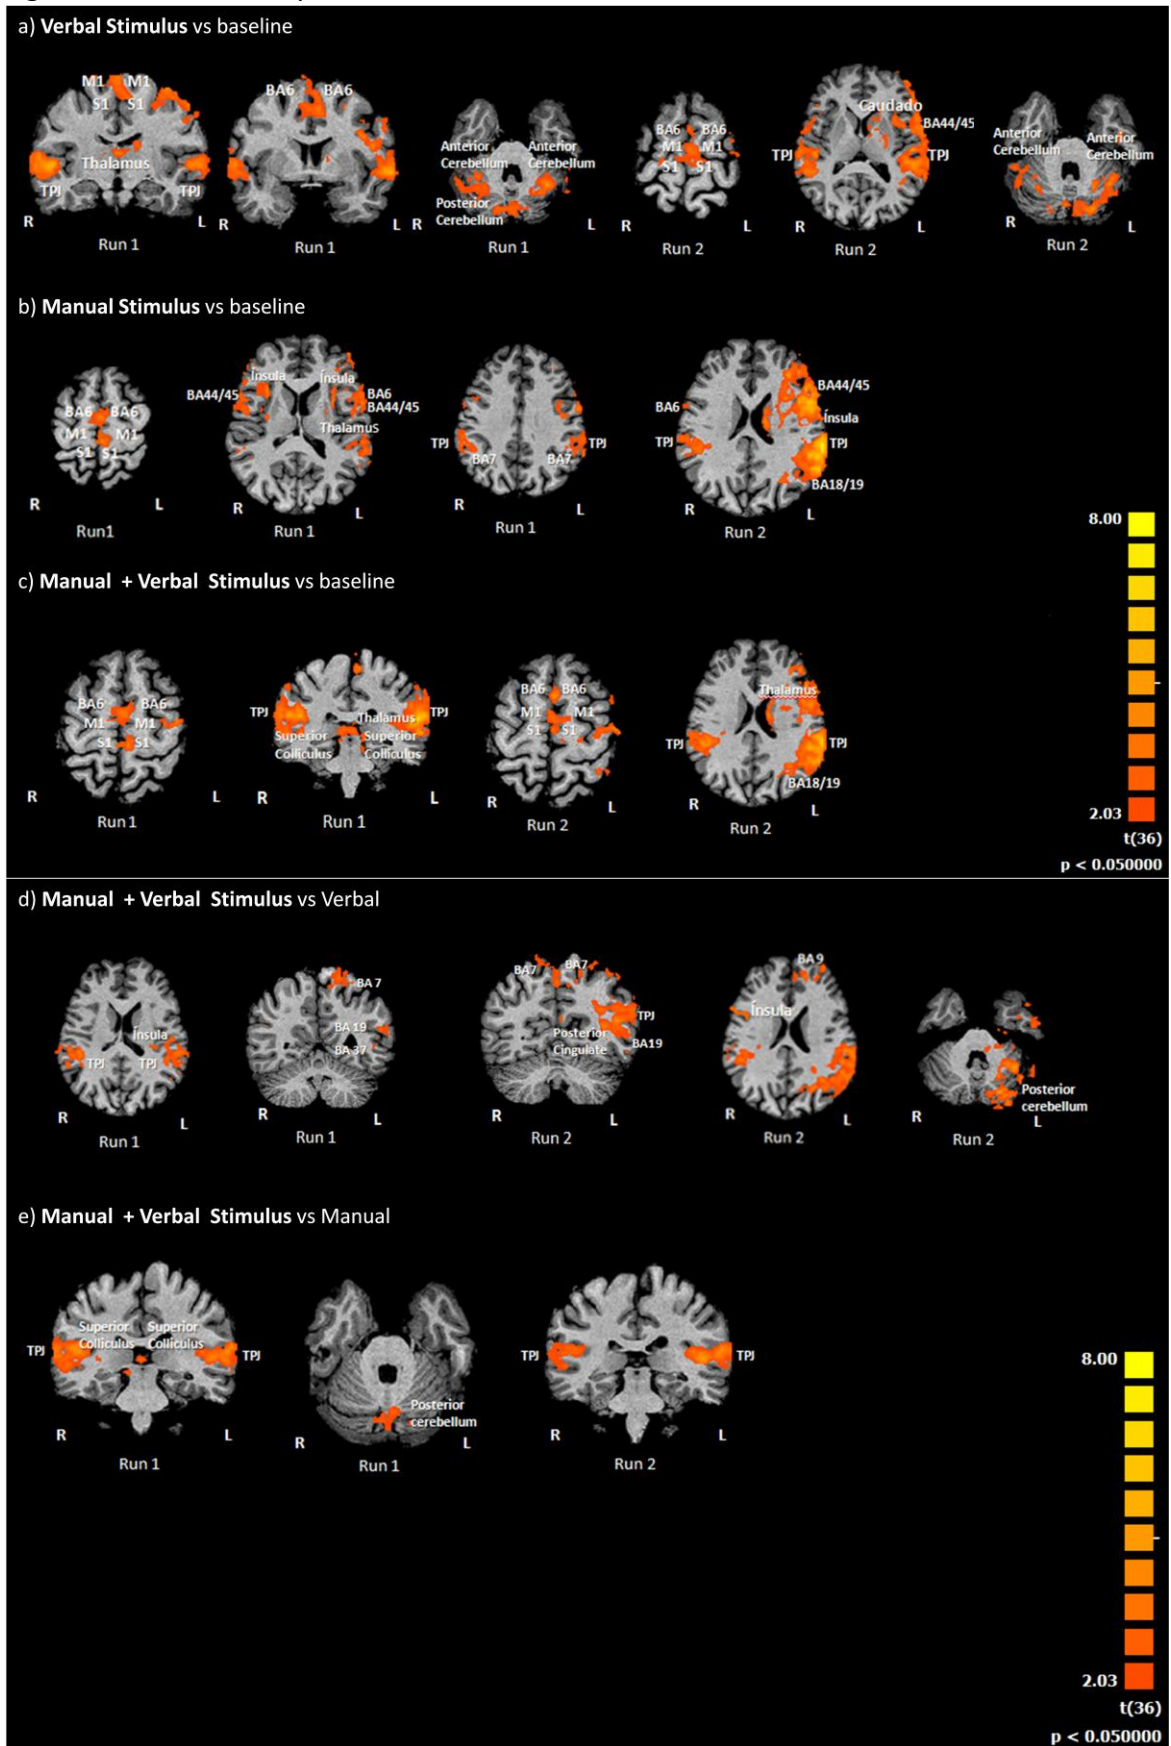 a) Verbal Stimulus vs baseline
M1 M1
S1 S1
Thalamus
TPJ TPJ
R L
Run 1
BA6 BA6
R L
Run 1
Anterior Cerebellum
Anterior Cerebellum
Posterior Cerebellum
R L
Run 1
BA6 BA6
M1 M1
S1 S1
R L
Run 2
Caudado
BA44/45
TPJ TPJ
R L
Run 2
Anterior Cerebellum
Anterior Cerebellum
R L
Run 2
b) Manual Stimulus vs baseline
BA6 BA6
M1 M1
S1 S1
R L
Run1
Ínsula Ínsula
BA44/45 BA6
BA44/45
Thalamus
R L
Run 1
TPJ TPJ
BA7 BA7
R L
Run 1
BA44/45
BA6 Ínsula
TPJ TPJ
BA18/19
R L
Run 2
8.00
2.03
t(36)
p < 0.050000
c) Manual + Verbal Stimulus vs baseline
BA6 BA6
M1 M1
S1 S1
R L
Run 1
TPJ Thalamus TPJ
Superior Colliculus
Superior Colliculus
R L
Run 1
BA6 BA6
M1 M1
S1 S1
R L
Run 2
Thalamus
TPJ TPJ
BA18/19
R L
Run 2
d) Manual + Verbal Stimulus vs Verbal
Ínsula
TPJ TPJ
R L
Run 1
BA 7
BA 19
BA 37
R L
Run 1
BA7 BA7
TPJ
Posterior Cingulate
BA19
R L
Run 2
BA9
Ínsula
R L
Run 2
Posterior
cerebellum
R L
Run 2
e) Manual + Verbal Stimulus vs Manual
Superior Colliculus
Superior Colliculus
TPJ TPJ
R L
Run 1
Posterior
cerebellum
R L
Run 1
TPJ TPJ
R L
Run 2
8.00
2.03
t(36)
p < 0.050000